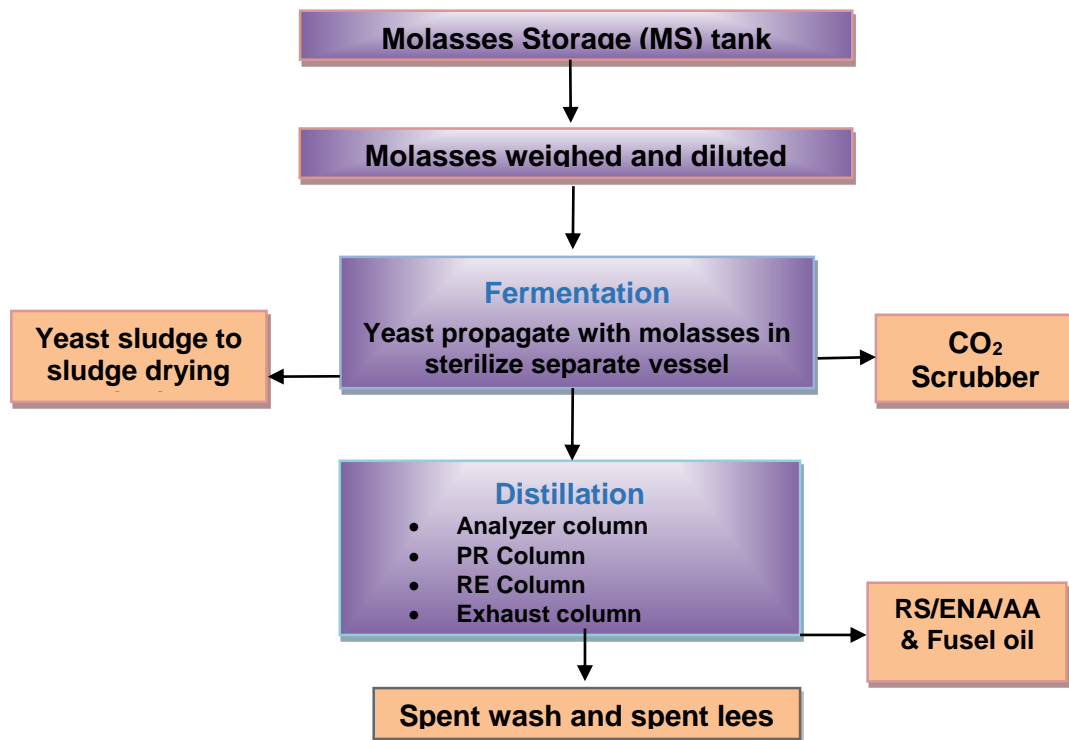 Molasses Storage (MS) tank
Molasses weighed and diluted
Fermentation
Yeast propagate with molasses in
sterilize separate vessel
Yeast sludge to
sludge drying
CO₂
Scrubber
Distillation
• Analyzer column
• PR Column
• RE Column
• Exhaust column
RS/ENA/AA
& Fusel oil
Spent wash and spent lees